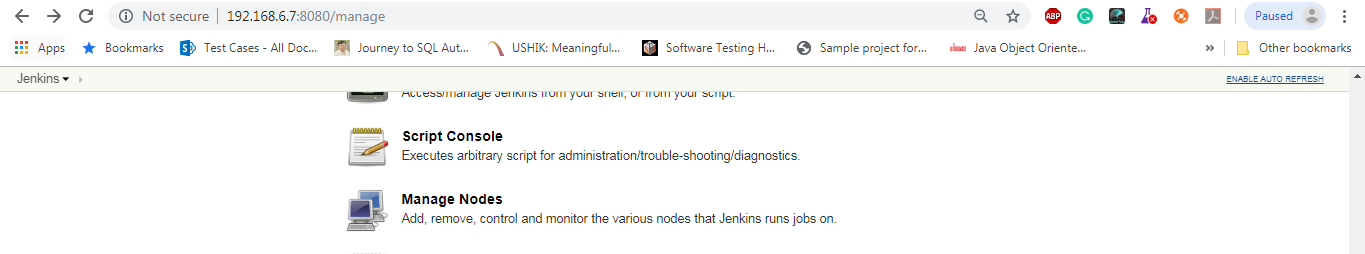 Not secure | 192.168.6.7:8080/manage
ABP
G
Paused
Apps
Bookmarks
Test Cases - All Doc...
Journey to SQL Aut...
USHIK: Meaningful...
Software Testing H...
Sample project for...
Java Object Oriente...
»
Other bookmarks
Jenkins
ENABLE AUTO REFRESH
Access/manage Jenkins from your shell, or from your script.
Script Console
Executes arbitrary script for administration/trouble-shooting/diagnostics.
Manage Nodes
Add, remove, control and monitor the various nodes that Jenkins runs jobs on.